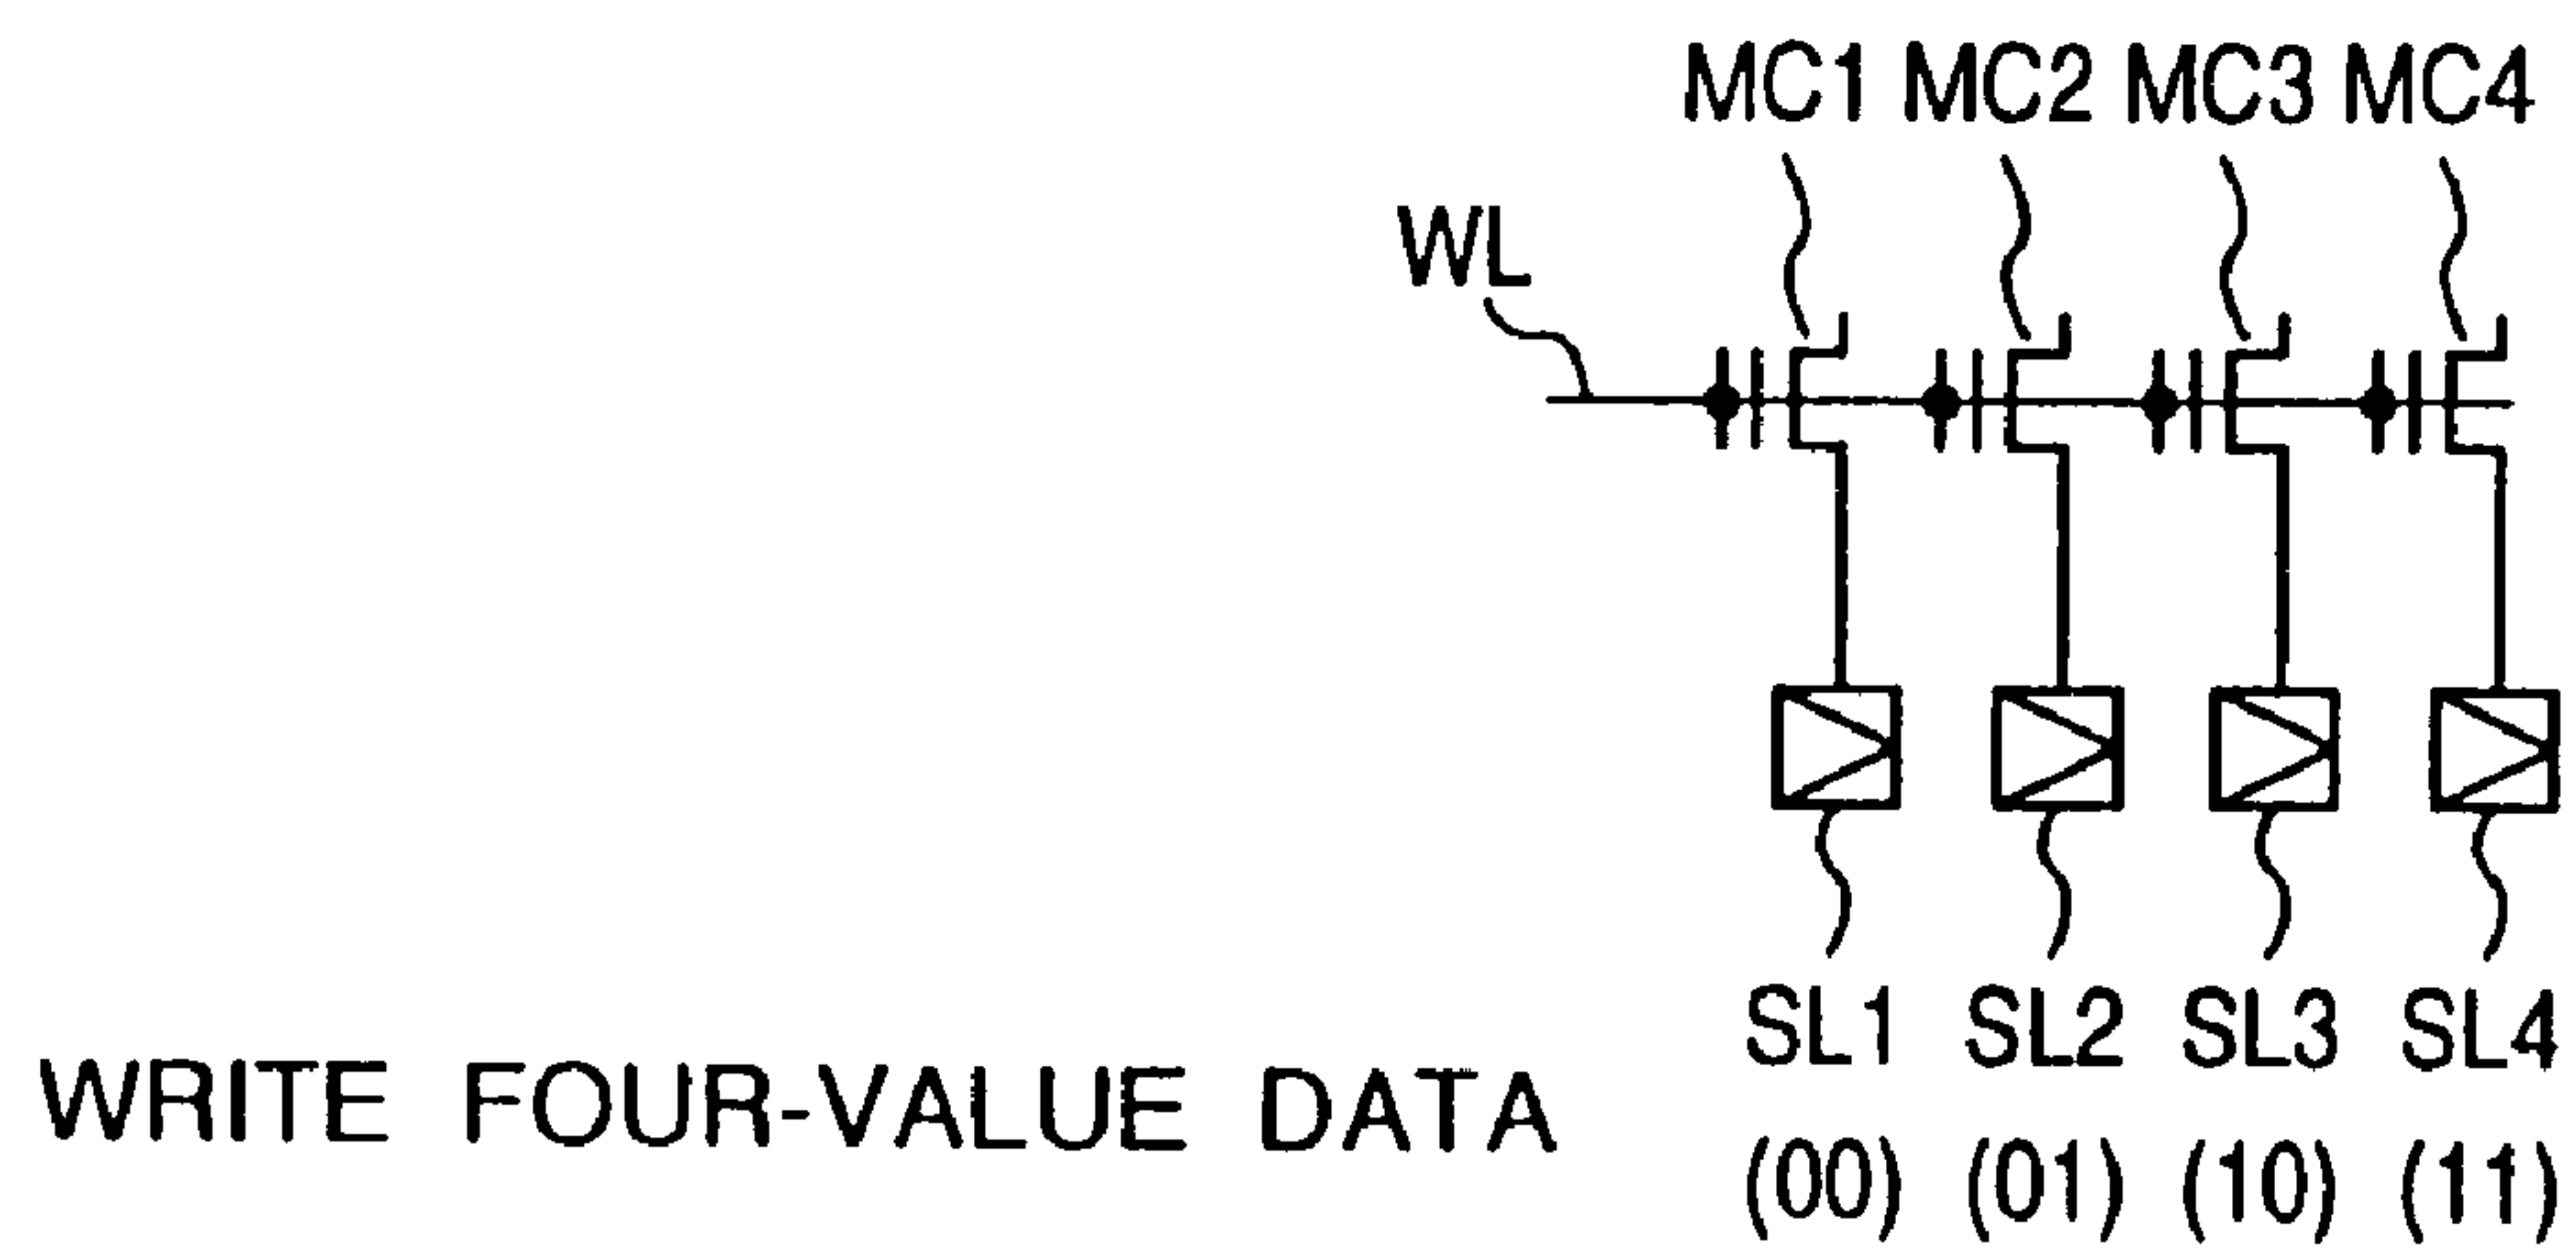 MC1 MC2 MC3 MC4
WL
SL1 SL2 SL3 SL4
WRITE FOUR-VALUE DATA
(00) (01) (10) (11)